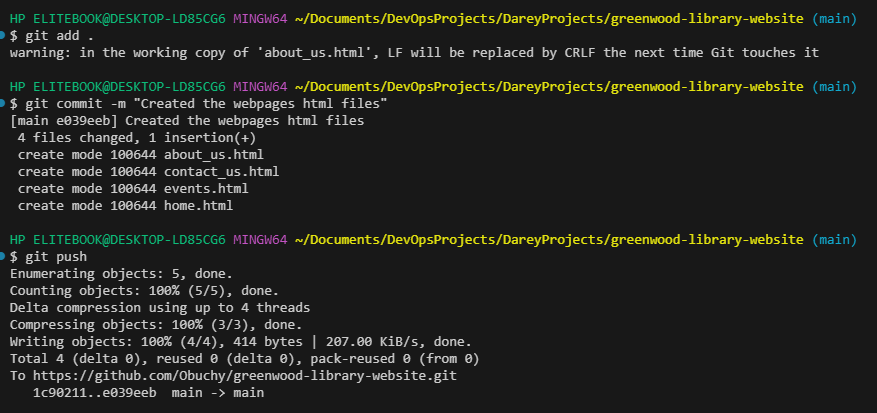 HP ELITEBOOK@DESKTOP-LD85CG6 MINGW64 ~/Documents/DevOpsProjects/DareyProjects/greenwood-library-website (main)
$ git add .
warning: in the working copy of 'about_us.html', LF will be replaced by CRLF the next time Git touches it
HP ELITEBOOK@DESKTOP-LD85CG6 MINGW64 ~/Documents/DevOpsProjects/DareyProjects/greenwood-library-website (main)
$ git commit -m "Created the webpages html files"
[main e039eeb] Created the webpages html files
 4 files changed, 1 insertion(+)
 create mode 100644 about_us.html
 create mode 100644 contact_us.html
 create mode 100644 events.html
 create mode 100644 home.html
HP ELITEBOOK@DESKTOP-LD85CG6 MINGW64 ~/Documents/DevOpsProjects/DareyProjects/greenwood-library-website (main)
$ git push
Enumerating objects: 5, done.
Counting objects: 100% (5/5), done.
Delta compression using up to 4 threads
Compressing objects: 100% (3/3), done.
Writing objects: 100% (4/4), 414 bytes | 207.00 KiB/s, done.
Total 4 (delta 0), reused 0 (delta 0), pack-reused 0 (from 0)
To https://github.com/Obuchy/greenwood-library-website.git
   1c90211..e039eeb  main -> main